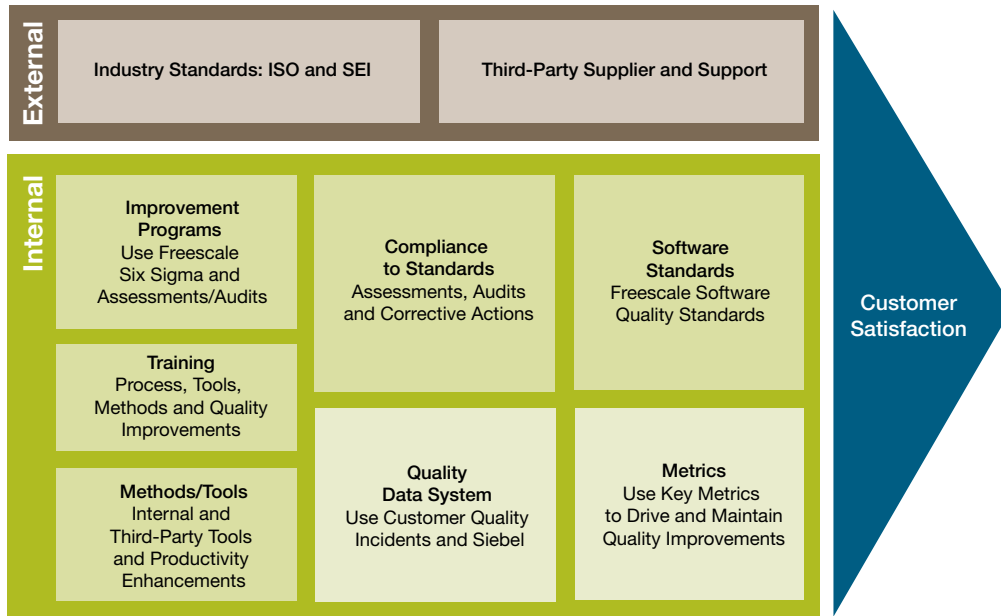 External
Industry Standards: ISO and SEI
Third-Party Supplier and Support
Internal
Improvement
Programs
Use Freescale
Six Sigma and
Assessments/Audits
Training
Process, Tools,
Methods and Quality
Improvements
Methods/Tools
Internal and
Third-Party Tools
and Productivity
Enhancements
Compliance
to Standards
Assessments, Audits
and Corrective Actions
Quality
Data System
Use Customer Quality
Incidents and Siebel
Software
Standards
Freescale Software
Quality Standards
Metrics
Use Key Metrics
to Drive and Maintain
Quality Improvements
Customer
Satisfaction